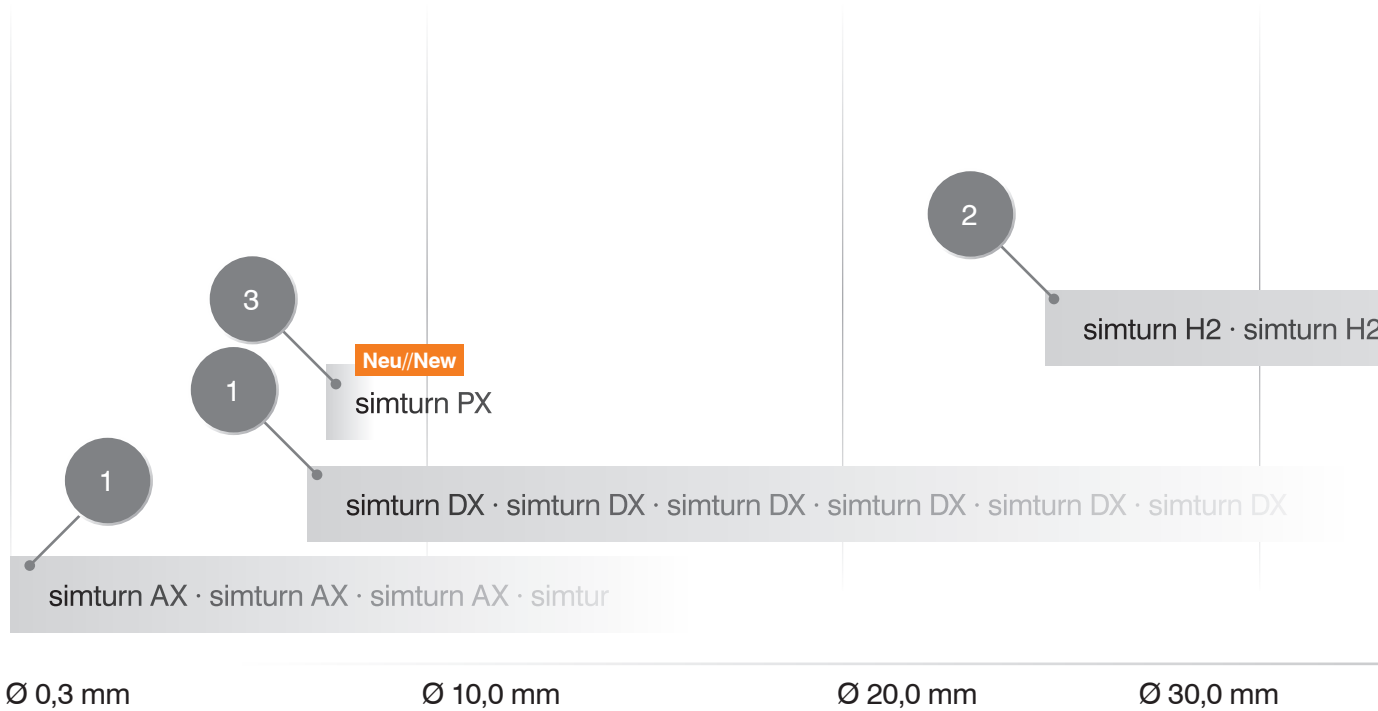 2
3
simturn H2 · simturn H2
Neu//New
1
simturn PX
1
simturn DX · simturn DX · simturn DX · simturn DX · simturn DX · simturn DX
simturn AX · simturn AX · simturn AX · simtur
Ø 0,3 mm
Ø 10,0 mm
Ø 20,0 mm
Ø 30,0 mm